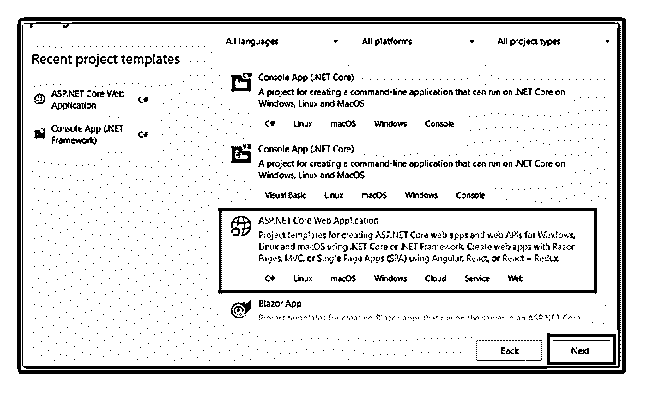 All languages
All platforms
All project types
Recent project templates
ASP.NET Core Web Application C#
Console App (.NET Framework) C#
Console App (.NET Core)
A project for creating a command-line application that can run on .NET Core on
Windows, Linux and MacOS
C# Linux macOS Windows Console
Console App (.NET Core)
A project for creating a command-line application that can run on .NET Core on
Windows, Linux and MacOS
Visual Basic Linux macOS Windows Console
ASP.NET Core Web Application
Project templates for creating ASP.NET Core web apps and web APIs for Windows,
Linux and macOS using .NET Core or .NET Framework. Create web apps with Razor
Pages, MVC, or Single Page Apps (SPA) using Angular, React, or React + Redux.
C# Linux macOS Windows Cloud Service Web
Blazor App
Back Next